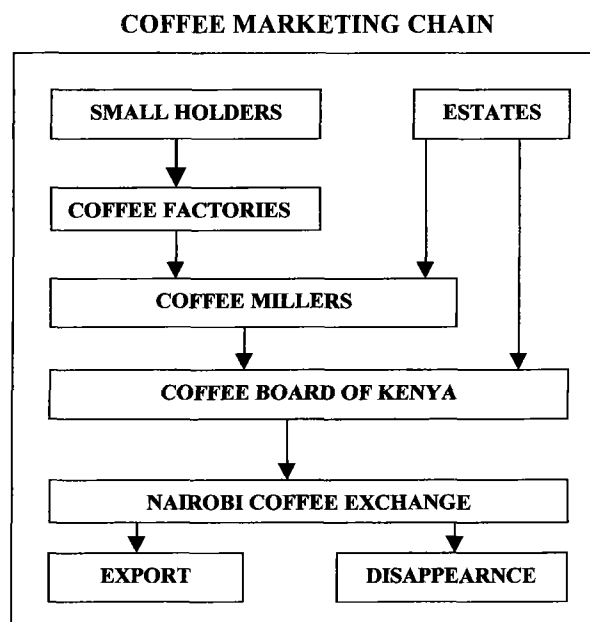 COFFEE MARKETING CHAIN
SMALL HOLDERS
ESTATES
COFFEE FACTORIES
COFFEE MILLERS
COFFEE BOARD OF KENYA
NAIROBI COFFEE EXCHANGE
EXPORT
DISAPPEARNCE